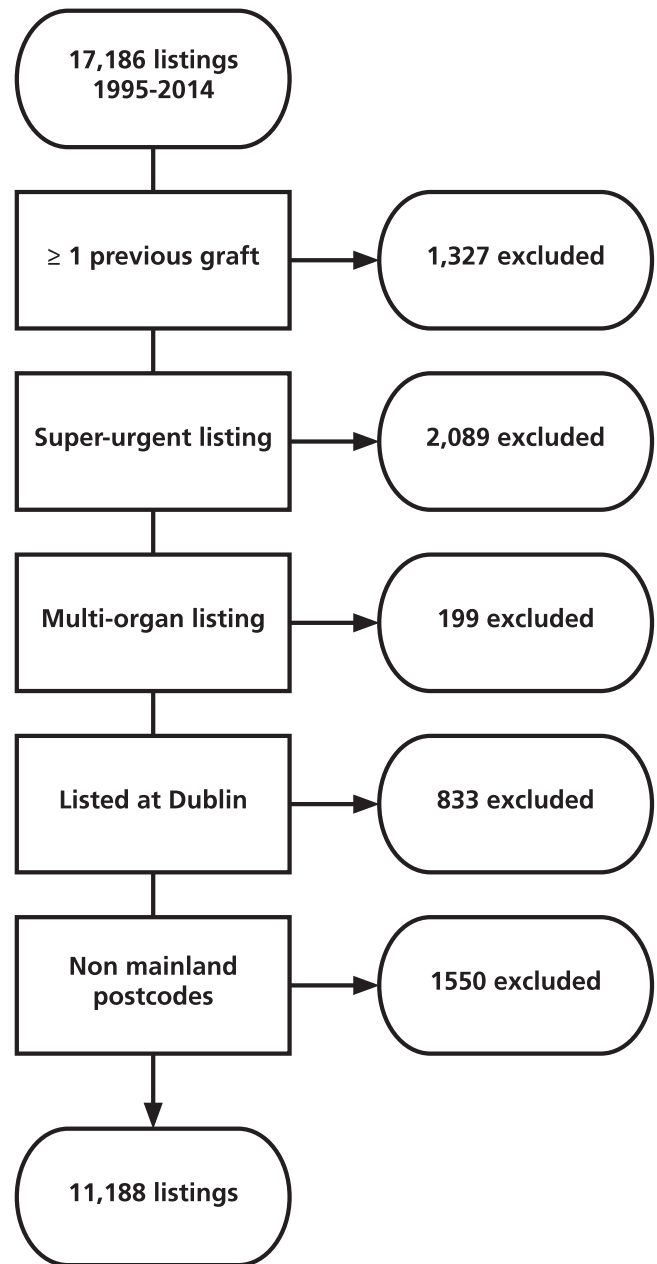 17,186 listings
1995-2014
≥ 1 previous graft
1,327 excluded
Super-urgent listing
2,089 excluded
Multi-organ listing
199 excluded
Listed at Dublin
833 excluded
Non mainland
postcodes
1550 excluded
11,188 listings